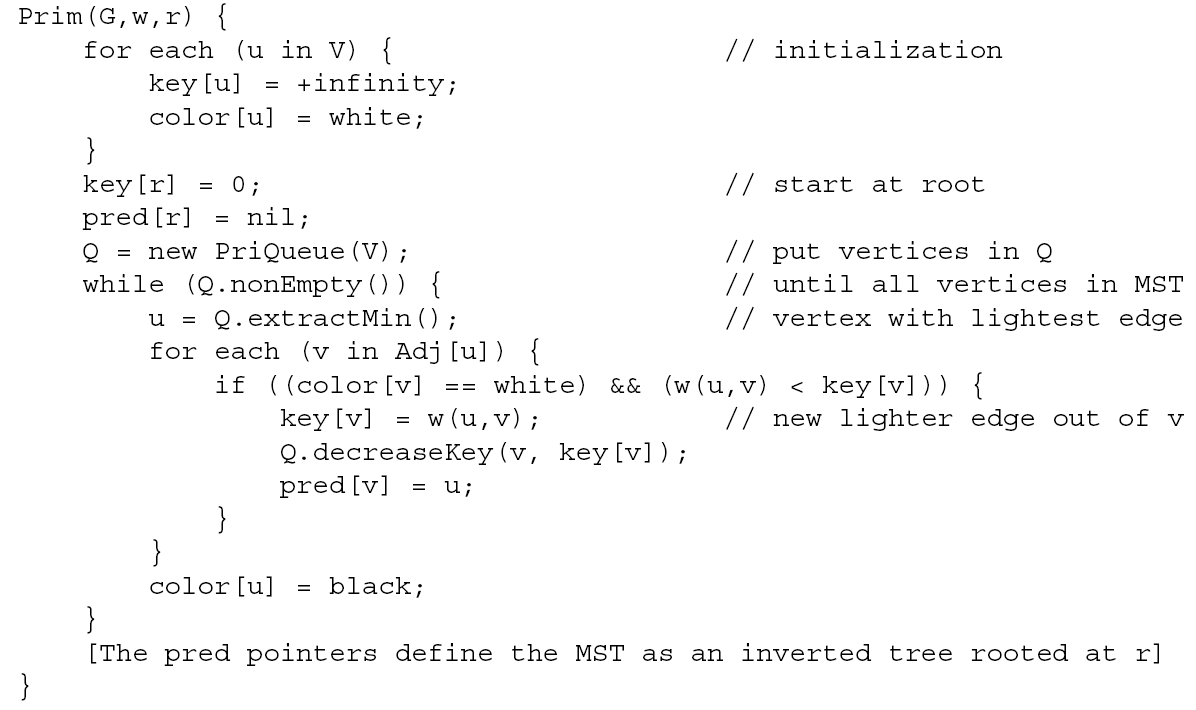 Prim(G,w,r) {
    for each (u in V) {                    // initialization
        key[u] = +infinity;
        color[u] = white;
    }
    key[r] = 0;                            // start at root
    pred[r] = nil;
    Q = new PriQueue(V);                   // put vertices in Q
    while (Q.nonEmpty()) {                 // until all vertices in MST
        u = Q.extractMin();                // vertex with lightest edge
        for each (v in Adj[u]) {
            if ((color[v] == white) && (w(u,v) < key[v])) {
                key[v] = w(u,v);           // new lighter edge out of v
                Q.decreaseKey(v, key[v]);
                pred[v] = u;
            }
        }
        color[u] = black;
    }
    [The pred pointers define the MST as an inverted tree rooted at r]
}